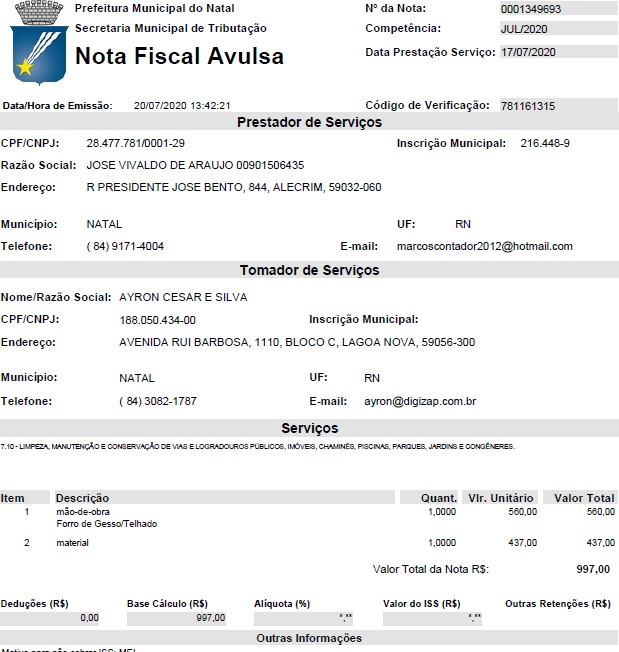 Prefeitura Municipal do Natal
Nº da Nota: 0001349693
Secretaria Municipal de Tributação
Competência: JUL/2020
Nota Fiscal Avulsa
Data Prestação Serviço: 17/07/2020
Data/Hora de Emissão: 20/07/2020 13:42:21
Código de Verificação: 781161315
Prestador de Serviços
CPF/CNPJ: 28.477.781/0001-29 Inscrição Municipal: 216.448-9
Razão Social: JOSE VIVALDO DE ARAUJO 00901506435
Endereço: R PRESIDENTE JOSE BENTO, 844, ALECRIM, 59032-060
Município: NATAL UF: RN
Telefone: ( 84) 9171-4004 E-mail: marcoscontador2012@hotmail.com
Tomador de Serviços
Nome/Razão Social: AYRON CESAR E SILVA
CPF/CNPJ: 188.050.434-00 Inscrição Municipal:
Endereço: AVENIDA RUI BARBOSA, 1110, BLOCO C, LAGOA NOVA, 59056-300
Município: NATAL UF: RN
Telefone: ( 84) 3082-1787 E-mail: ayron@digizap.com.br
Serviços
7.10 - LIMPEZA, MANUTENÇÃO E CONSERVAÇÃO DE VIAS E LOGRADOUROS PÚBLICOS, IMÓVEIS, CHAMINÉS, PISCINAS, PARQUES, JARDINS E CONGÊNERES.
Item Descrição Quant. Vlr. Unitário Valor Total
1 mão-de-obra 1,0000 560,00 560,00
Forro de Gesso/Telhado
2 material 1,0000 437,00 437,00
Valor Total da Nota R$: 997,00
Deduções (R$) Base Cálculo (R$) Alíquota (%) Valor do ISS (R$) Outras Retenções (R$)
0,00 997,00 *,** *,**
Outras Informações
Motivo para não cobrar ISS: MEI